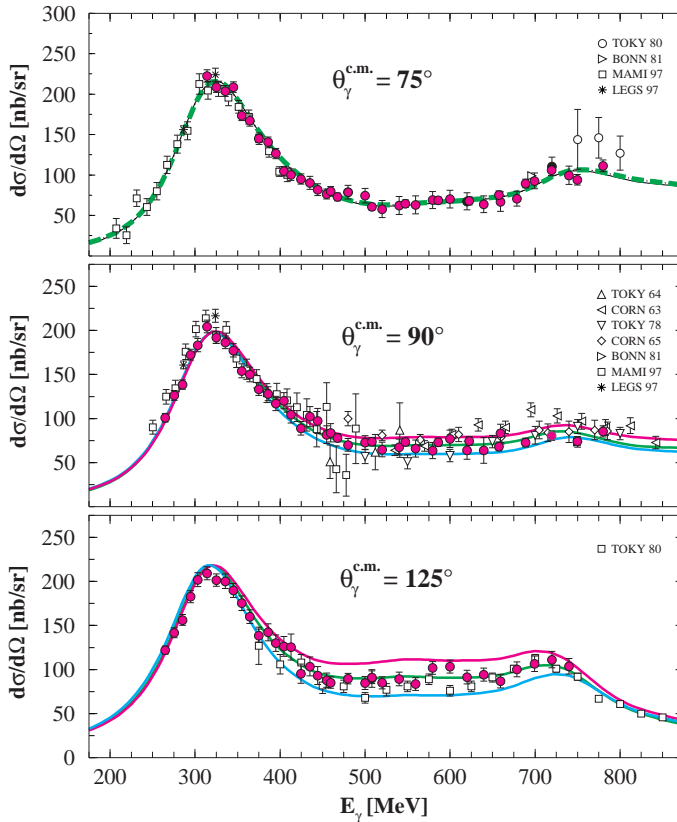 300
250
200
150
100
50
dσ/dΩ [nb/sr]
θγ c.m. = 75°
TOKY 80
BONN 81
MAMI 97
LEGS 97
250
200
150
100
50
dσ/dΩ [nb/sr]
θγ c.m. = 90°
TOKY 64
CORN 63
TOKY 78
CORN 65
BONN 81
MAMI 97
LEGS 97
250
200
150
100
50
0
dσ/dΩ [nb/sr]
θγ c.m. = 125°
TOKY 80
200 300 400 500 600 700 800
Eγ [MeV]